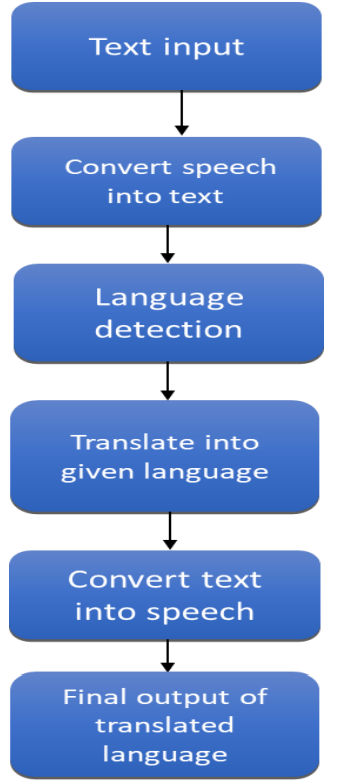 Text input
Convert speech
into text
Language
detection
Translate into
given language
Convert text
into speech
Final output of
translated
language